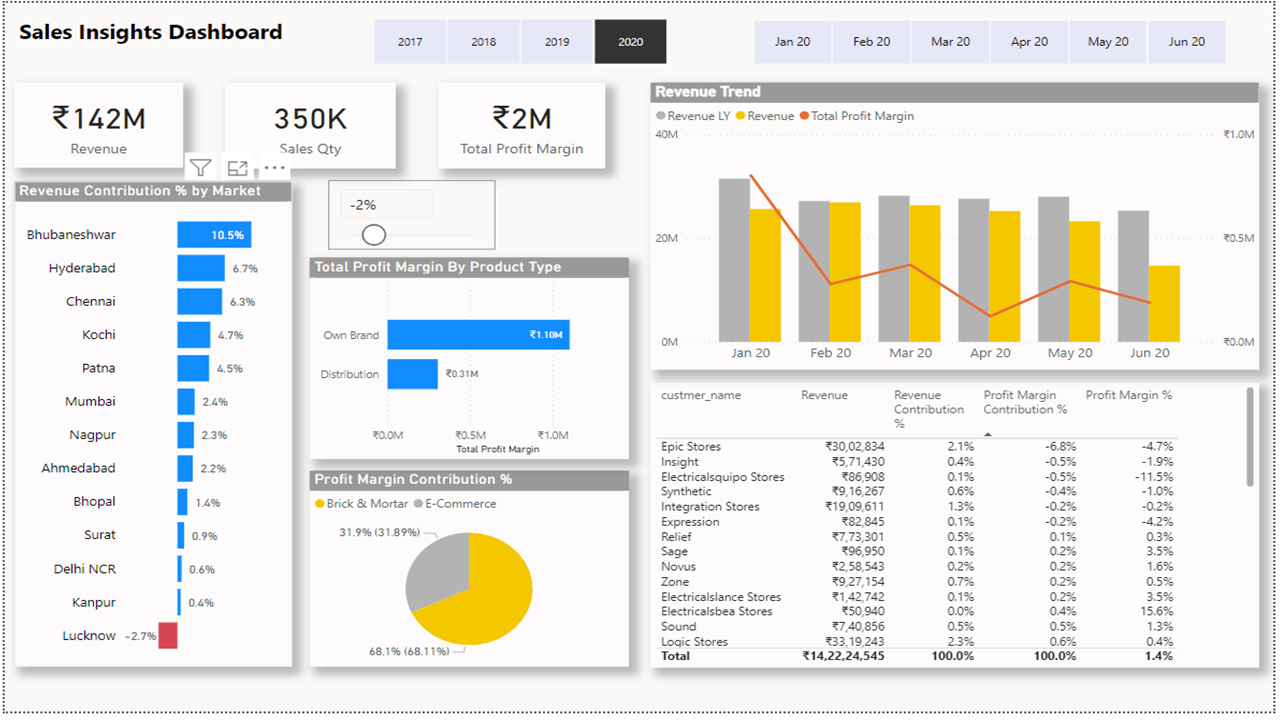 Sales Insights Dashboard
2017 2018 2019 2020
Jan 20 Feb 20 Mar 20 Apr 20 May 20 Jun 20
₹142M
Revenue
350K
Sales Qty
₹2M
Total Profit Margin
Revenue Contribution % by Market
Bhubaneshwar 10.5%
Hyderabad 6.7%
Chennai 6.3%
Kochi 4.7%
Patna 4.5%
Mumbai 2.4%
Nagpur 2.3%
Ahmedabad 2.2%
Bhopal 1.4%
Surat 0.9%
Delhi NCR 0.6%
Kanpur 0.4%
Lucknow -2.7%
-2%
Total Profit Margin By Product Type
Own Brand ₹1.10M
Distribution ₹0.31M
₹0.0M ₹0.5M ₹1.0M
Total Profit Margin
Profit Margin Contribution %
Brick & Mortar E-Commerce
31.9% (31.89%)
68.1% (68.11%)
Revenue Trend
Revenue LY Revenue Total Profit Margin
40M ₹1.0M
20M ₹0.5M
0M ₹0.0M
Jan 20 Feb 20 Mar 20 Apr 20 May 20 Jun 20
custmer_name Revenue Revenue Contribution % Profit Margin Contribution % Profit Margin %
Epic Stores ₹30,02,834 2.1% -6.8% -4.7%
Insight ₹5,71,430 0.4% -0.5% -1.9%
Electricalsquipo Stores ₹86,908 0.1% -0.5% -11.5%
Synthetic ₹9,16,267 0.6% -0.4% -1.0%
Integration Stores ₹19,09,611 1.3% -0.2% -0.2%
Expression ₹82,845 0.1% -0.2% -4.2%
Relief ₹7,73,301 0.5% 0.1% 0.3%
Sage ₹96,950 0.1% 0.2% 3.5%
Novus ₹2,58,543 0.2% 0.2% 1.6%
Zone ₹9,27,154 0.7% 0.2% 0.5%
Electricalslance Stores ₹1,42,742 0.1% 0.2% 3.5%
Electricalsbea Stores ₹50,940 0.0% 0.4% 15.6%
Sound ₹7,40,856 0.5% 0.5% 1.3%
Logic Stores ₹33,19,243 2.3% 0.6% 0.4%
Total ₹14,22,24,545 100.0% 100.0% 1.4%